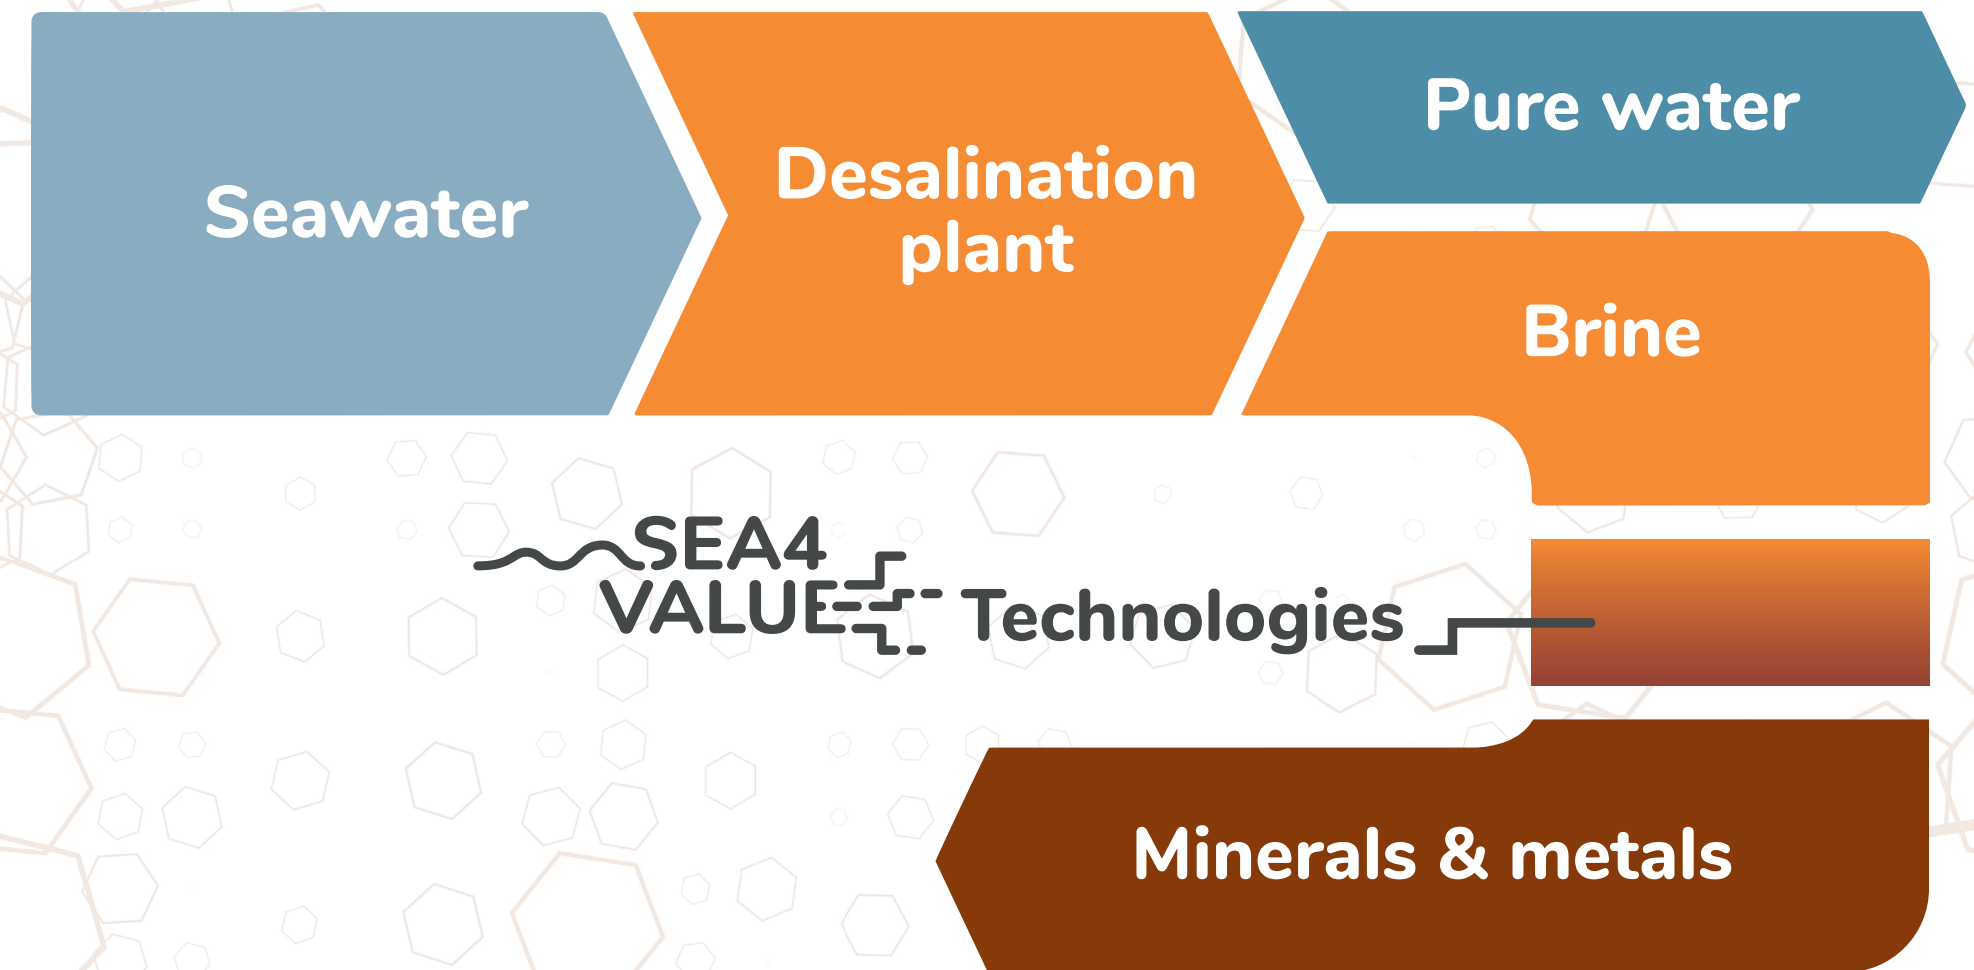 Seawater
Desalination
plant
Pure water
Brine
SEA4
VALUE
Technologies
Minerals & metals